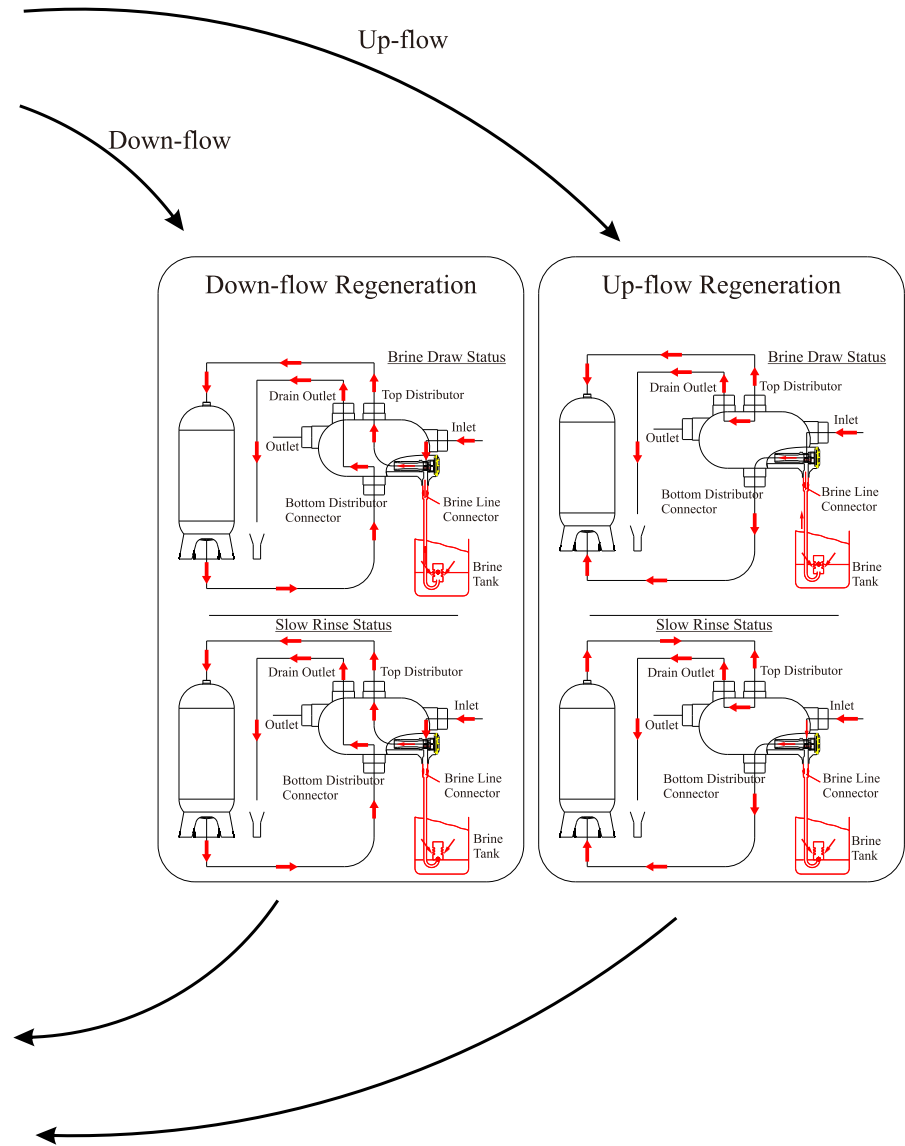 Up-flow
Down-flow
Down-flow Regeneration
Brine Draw Status
Drain Outlet
Top Distributor
Inlet
Outlet
Bottom Distributor
Connector
Brine Line
Connector
Brine
Tank
Slow Rinse Status
Drain Outlet
Top Distributor
Inlet
Outlet
Bottom Distributor
Connector
Brine Line
Connector
Brine
Tank
Up-flow Regeneration
Brine Draw Status
Drain Outlet
Top Distributor
Inlet
Outlet
Bottom Distributor
Connector
Brine Line
Connector
Brine
Tank
Slow Rinse Status
Drain Outlet
Top Distributor
Inlet
Outlet
Bottom Distributor
Connector
Brine Line
Connector
Brine
Tank